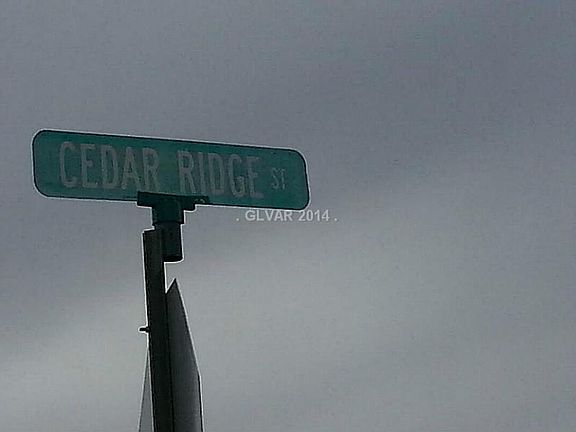 CEDAR RIDGE ST
. GLVAR 2014 .